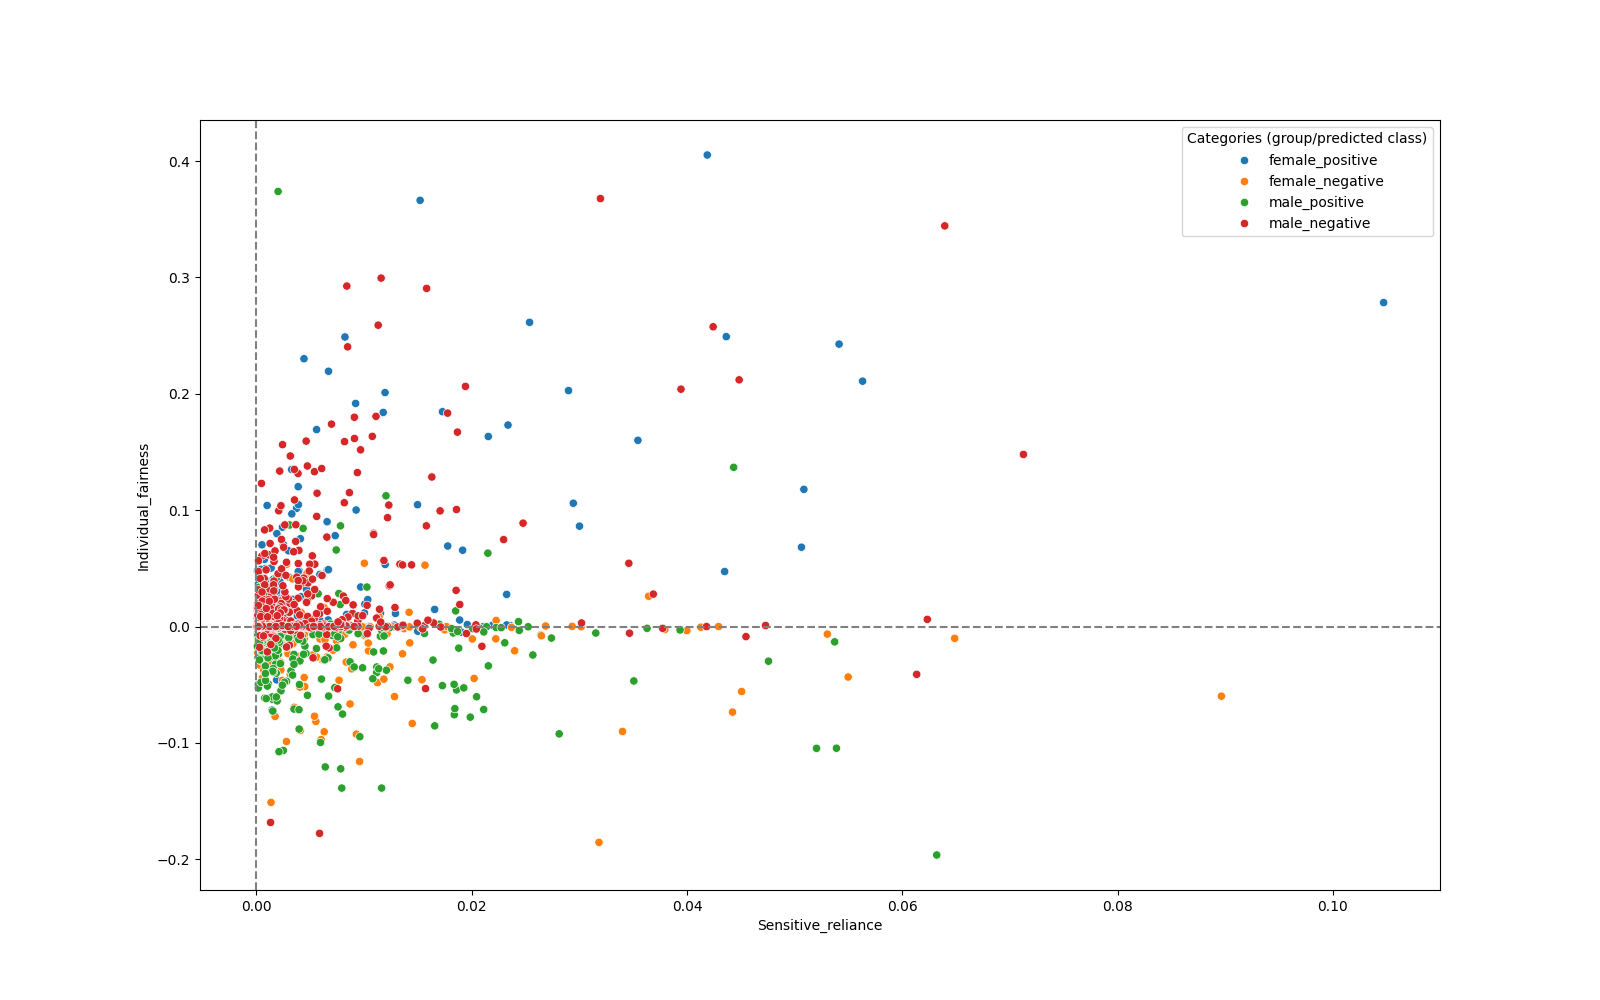 Categories (group/predicted class)
female_positive
female_negative
male_positive
male_negative
Individual_fairness
0.4
0.3
0.2
0.1
0.0
−0.1
−0.2
0.00
0.02
0.04
0.06
0.08
0.10
Sensitive_reliance